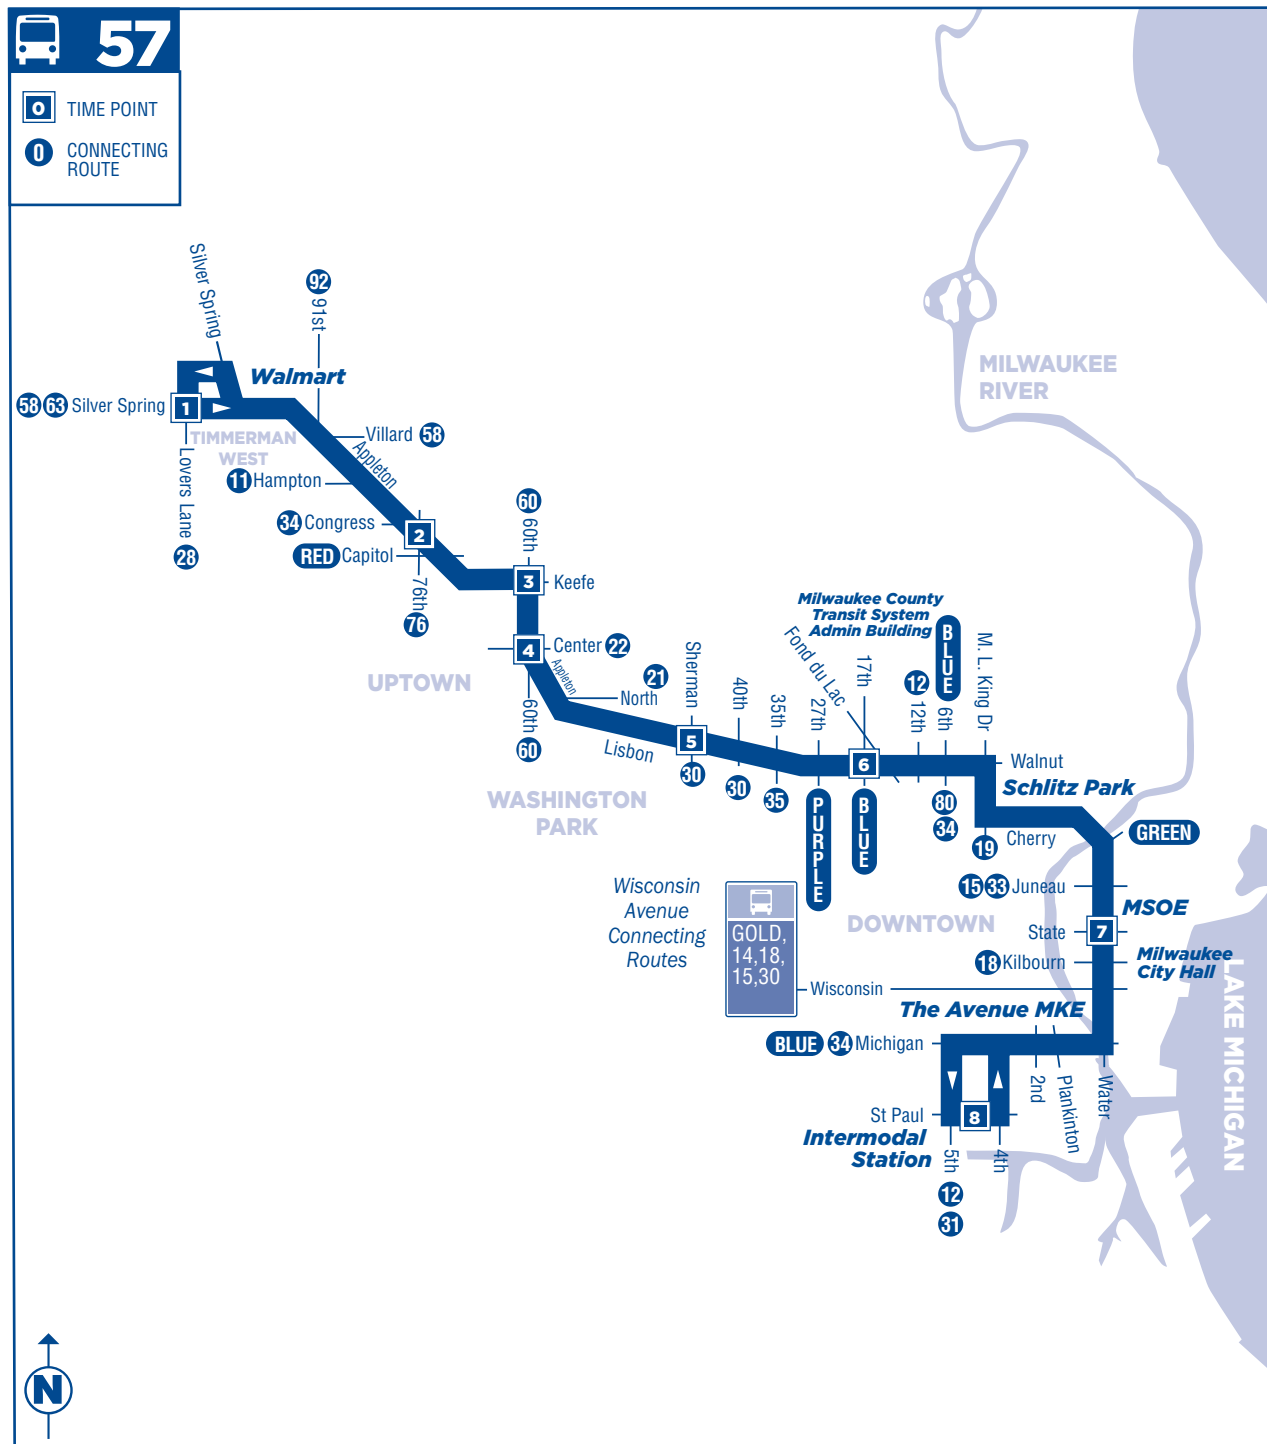 57
0 TIME POINT
0 CONNECTING
ROUTE
Silver Spring
92
91st
Walmart
58 63 Silver Spring
1
TIMMERMAN
WEST
Lovers Lane
28
Villard 58
Appleton
11 Hampton
34 Congress
2
RED Capitol
76th
76
60
60th
3
Keefe
4
Center 22
Appleton
UPTOWN
60th
60
21
North
Lisbon
Sherman
5
30
40th
30
35th
35
WASHINGTON
PARK
27th
PURPLE
Milwaukee County
Transit System
Admin Building
Fond du Lac
17th
6
BLUE
12
12th
BLUE
6th
80
34
M. L. King Dr
Walnut
Schlitz Park
19
Cherry
GREEN
MILWAUKEE
RIVER
15 33 Juneau
MSOE
DOWNTOWN
State
7
18 Kilbourn
Milwaukee
City Hall
Wisconsin
Avenue
Connecting
Routes
GOLD,
14,18,
15,30
Wisconsin
The Avenue MKE
BLUE 34 Michigan
2nd
Plankinton
Water
St Paul
8
Intermodal
Station
5th
4th
12
31
LAKE MICHIGAN
N